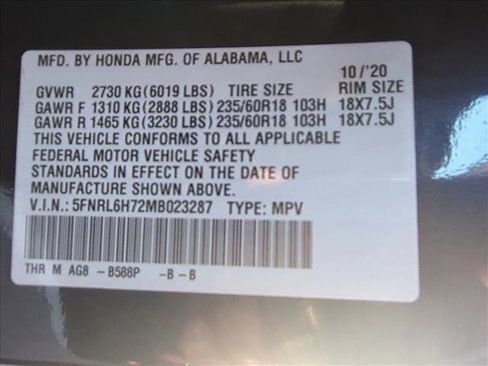 MFD. BY HONDA MFG. OF ALABAMA, LLC
10/'20
GVWR 2730 KG(6019 LBS) TIRE SIZE RIM SIZE
GAWR F 1310 KG(2888 LBS)235/60R18 103H 18X7.5J
GAWR R 1465 KG(3230 LBS)235/60R18 103H 18X7.5J
THIS VEHICLE CONFORMS TO ALL APPLICABLE
FEDERAL MOTOR VEHICLE SAFETY
STANDARDS IN EFFECT ON THE DATE OF
MANUFACTURE SHOWN ABOVE.
V.I.N.: 5FNRL6H72MB023287 TYPE: MPV
THR M AG8 -B588P -B -B